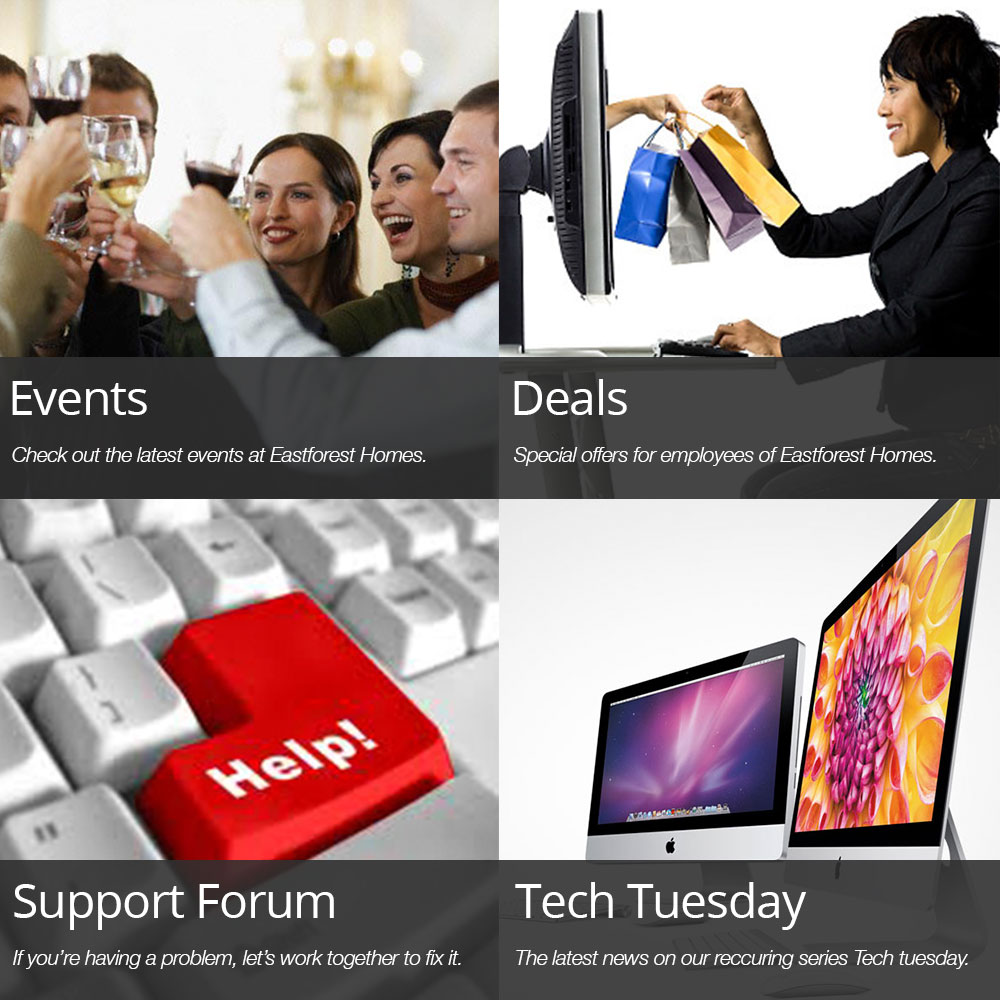 Events
Check out the latest events at Eastforest Homes.
Deals
Special offers for employees of Eastforest Homes.
Help!
Support Forum
If you're having a problem, let's work together to fix it.
Tech Tuesday
The latest news on our reccuring series Tech tuesday.